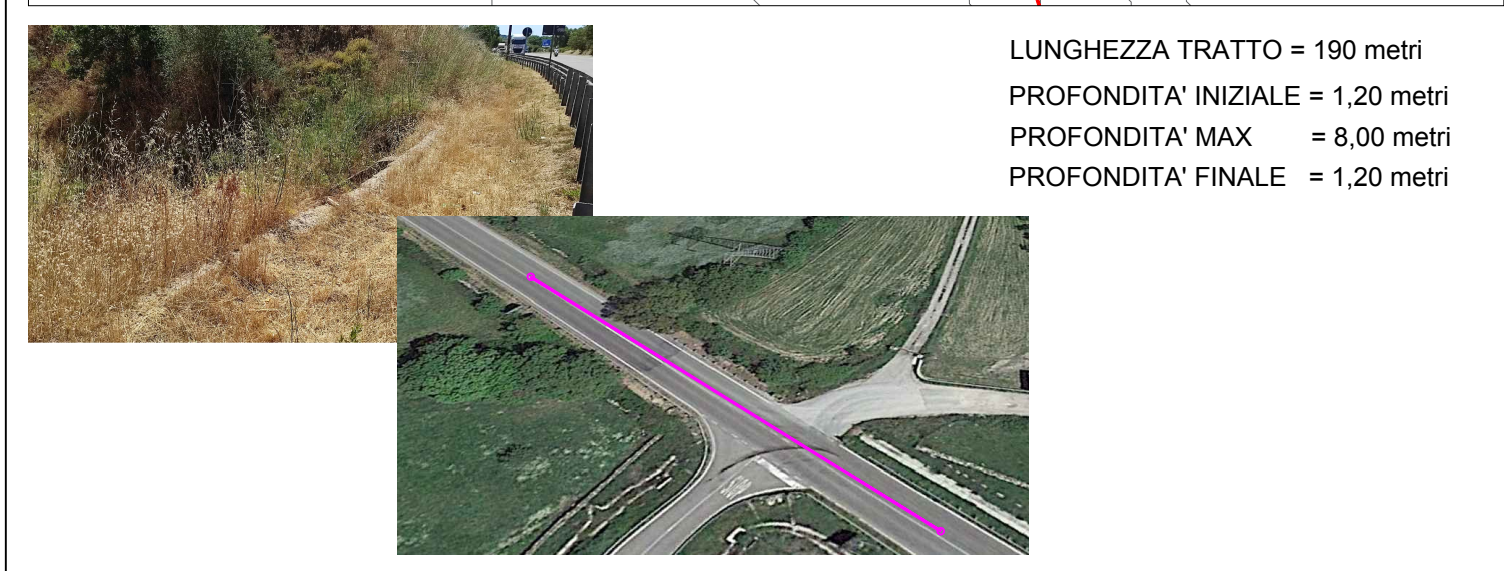 LUNGHEZZA TRATTO = 190 metri
PROFONDITA' INIZIALE = 1,20 metri
PROFONDITA' MAX = 8,00 metri
PROFONDITA' FINALE = 1,20 metri
STOP